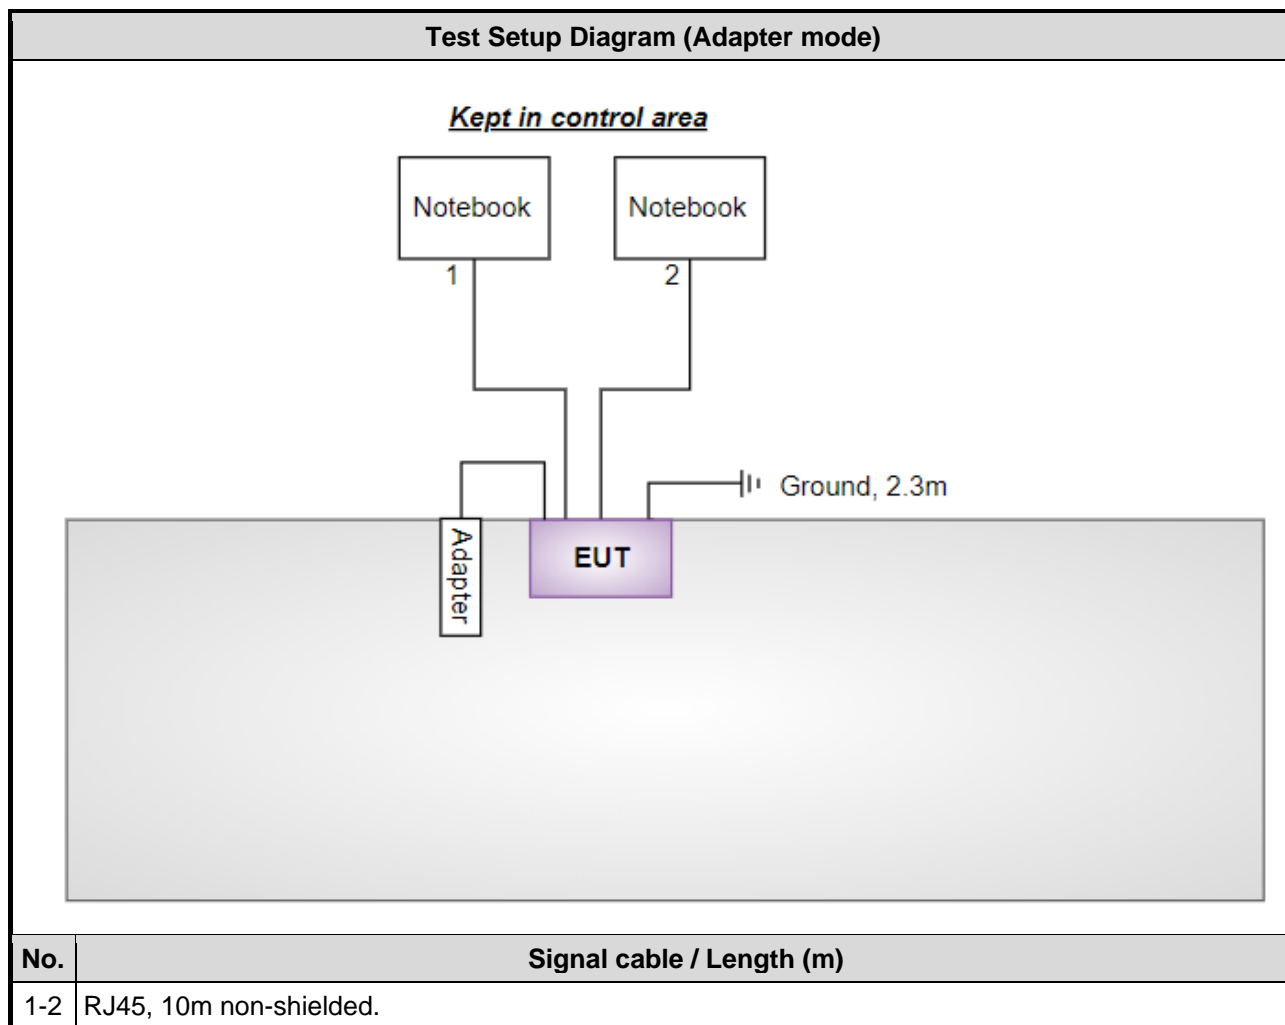 Test Setup Diagram (Adapter mode)
Kept in control area
Notebook
Notebook
1
2
Ground, 2.3m
Adapter
EUT
No.
Signal cable / Length (m)
1-2
RJ45, 10m non-shielded.